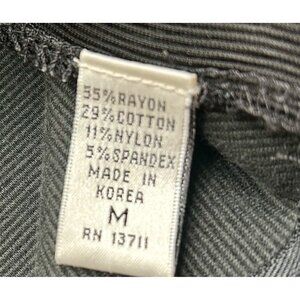 55%RAYON
29%COTTON
11%NYLON
5%SPANDEX
MADE IN
KOREA
M
RN 13711